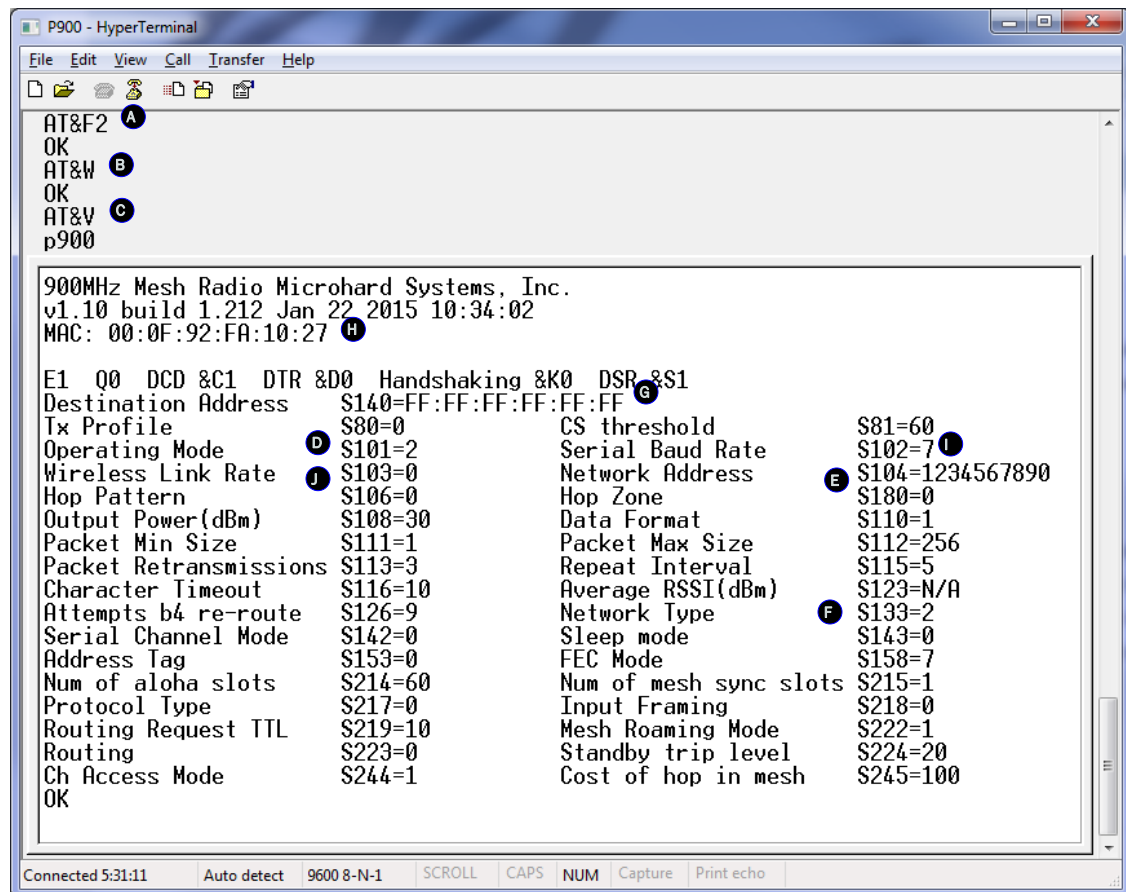 P900 - HyperTerminal
File Edit View Call Transfer Help
AT&F2 A
OK
AT&W B
OK
AT&V C
p900
900MHz Mesh Radio Microhard Systems, Inc.
v1.10 build 1.212 Jan 22 2015 10:34:02
MAC: 00:0F:92:FA:10:27 H
E1 Q0 DCD &C1 DTR &D0 Handshaking &K0 DSR &S1
Destination Address S140=FF:FF:FF:FF:FF:FF G
Tx Profile S80=0 CS threshold S81=60
Operating Mode D S101=2 Serial Baud Rate S102=7 I
Wireless Link Rate J S103=0 Network Address E S104=1234567890
Hop Pattern S106=0 Hop Zone S180=0
Output Power(dBm) S108=30 Data Format S110=1
Packet Min Size S111=1 Packet Max Size S112=256
Packet Retransmissions S113=3 Repeat Interval S115=5
Character Timeout S116=10 Average RSSI(dBm) S123=N/A
Attempts b4 re-route S126=9 Network Type F S133=2
Serial Channel Mode S142=0 Sleep mode S143=0
Address Tag S153=0 FEC Mode S158=7
Num of aloha slots S214=60 Num of mesh sync slots S215=1
Protocol Type S217=0 Input Framing S218=0
Routing Request TTL S219=10 Mesh Roaming Mode S222=1
Routing S223=0 Standby trip level S224=20
Ch Access Mode S244=1 Cost of hop in mesh S245=100
OK
Connected 5:31:11 Auto detect 9600 8-N-1 SCROLL CAPS NUM Capture Print echo